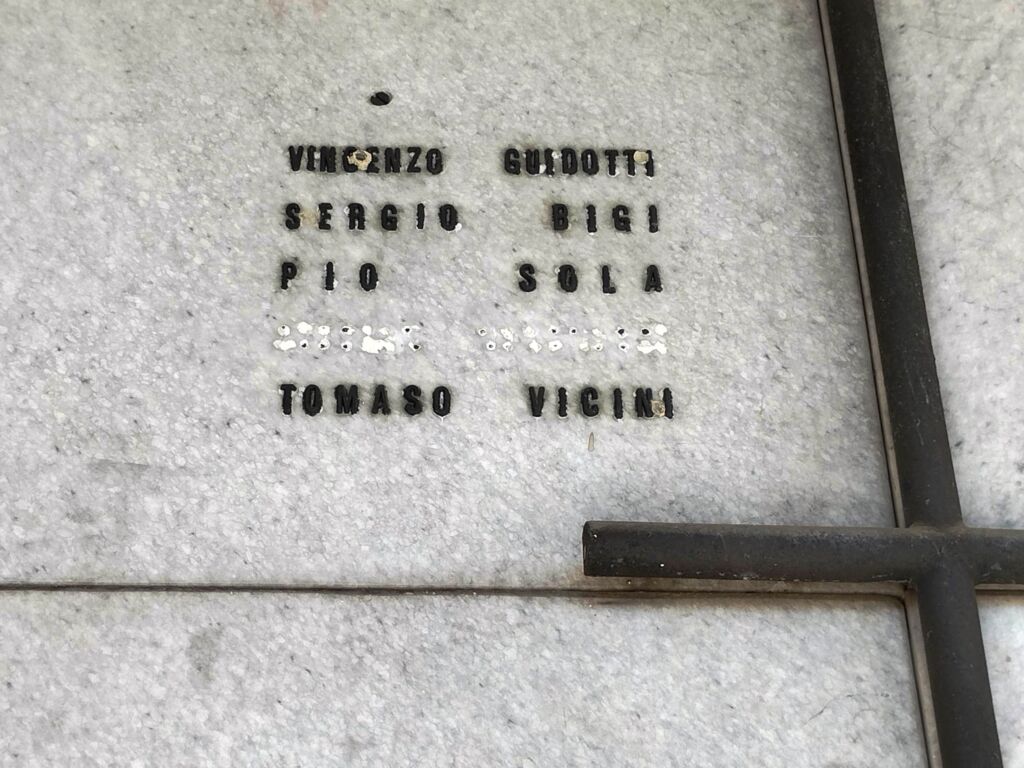 VINCENZO GUIDOTTI
SERGIO BIGI
PIO SOLA
TOMASO VICINI